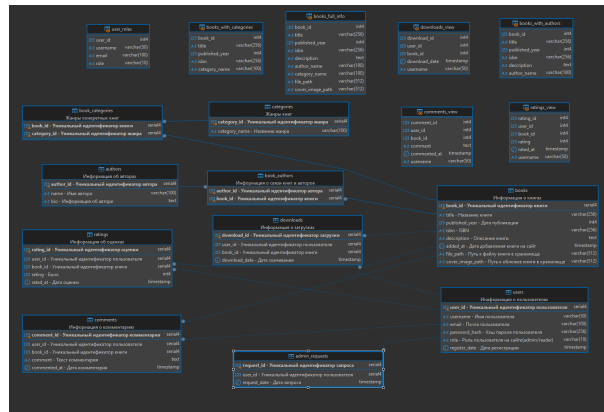 user_roles
user_id int4
username varchar(50)
email varchar(100)
role varchar(10)
books_with_categories
book_id int4
title varchar(256)
published_year int4
isbn varchar(256)
category_name varchar(100)
books_full_info
book_id int4
title varchar(256)
published_year int4
isbn varchar(256)
description text
author_name varchar(100)
category_name varchar(100)
file_path varchar(512)
cover_image_path varchar(512)
downloads_view
download_id int4
user_id int4
book_id int4
download_date timestamp
username varchar(50)
books_with_authors
book_id int4
title varchar(256)
published_year int4
isbn varchar(256)
description text
author_name varchar(100)
book_categories
Жанры конкретных книг
book_id - Уникальный идентификатор книги serial4
category_id - Уникальный идентификатор жанра serial4
categories
Жанры книг
category_id - Уникальный идентификатор жанра serial4
category_name - Название жанра varchar(100)
comments_view
comment_id int4
user_id int4
book_id int4
comment text
commented_at timestamp
username varchar(50)
ratings_view
rating_id int4
user_id int4
book_id int4
rating int4
rated_at timestamp
username varchar(50)
authors
Информация об авторах
author_id - Уникальный идентификатор автора serial4
name - Имя автора varchar(100)
bio - Информация об авторе text
book_authors
Информация о связи книг и авторов
author_id - Уникальный идентификатор автора serial4
book_id - Уникальный идентификатор книги serial4
books
Информация о книгах
book_id - Уникальный идентификатор книги serial4
title - Название книги varchar(256)
published_year - Дата публикации int4
isbn - ISBN varchar(256)
description - Описание книги text
added_at - Дата добавления книги на сайт timestamp
file_path - Путь к файлу книги в хранилище varchar(512)
cover_image_path - Путь к обложке книги в хранилище varchar(512)
ratings
Информация об оценках
rating_id - Уникальный идентификатор оценки serial4
user_id - Уникальный идентификатор пользователя serial4
book_id - Уникальный идентификатор книги serial4
rating - Балл int4
rated_at - Дата оценки timestamp
downloads
Информация о загрузках
download_id - Уникальный идентификатор загрузки serial4
user_id - Уникальный идентификатор пользователя serial4
book_id - Уникальный идентификатор книги serial4
download_date - Дата скачивания timestamp
users
Информация о пользователях
user_id - Уникальный идентификатор пользователя serial4
username - Имя пользователя varchar(50)
email - Почта пользователя varchar(100)
password_hash - Хэш пароля пользователя varchar(256)
role - Роль пользователя на сайте(admin/reader) varchar(10)
register_date - Дата регистрации timestamp
comments
Информация о комментариях
comment_id - Уникальный идентификатор комментария serial4
user_id - Уникальный идентификатор пользователя serial4
book_id - Уникальный идентификатор книги serial4
comment - Текст комментария text
commented_at - Дата комментария timestamp
admin_requests
request_id - Уникальный идентификатор запроса serial4
user_id - Уникальный идентификатор пользователя serial4
request_date - Дата запроса timestamp